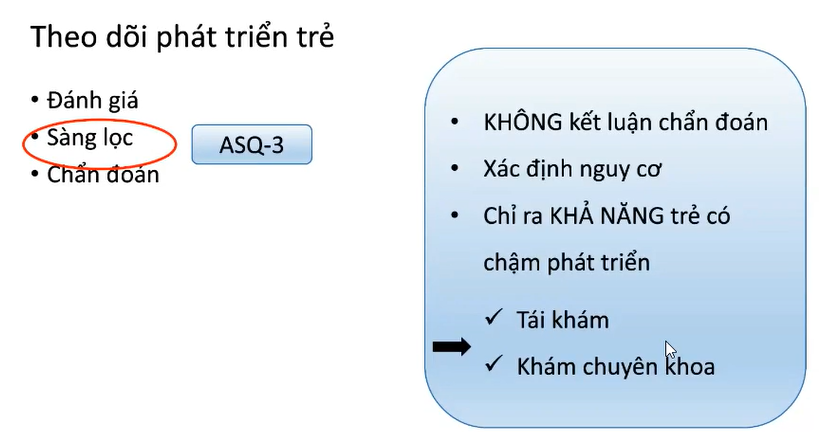 Theo dõi phát triển trẻ
• Đánh giá
• Sàng lọc
ASQ-3
• Chẩn đoán
• KHÔNG kết luận chẩn đoán
• Xác định nguy cơ
• Chỉ ra KHẢ NĂNG trẻ có
chậm phát triển
✓ Tái khám
✓ Khám chuyên khoa